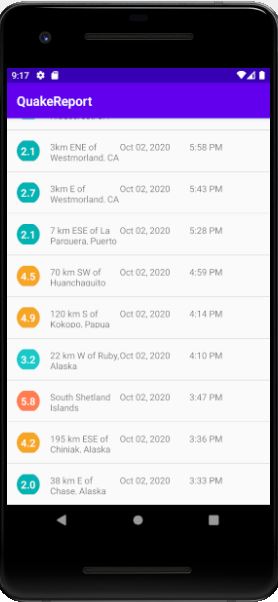 9:17
QuakeReport
2.1 3km ENE of Oct 02, 2020 5:58 PM
Westmorland, CA
2.7 3km E of Oct 02, 2020 5:43 PM
Westmorland, CA
2.1 7 km ESE of La Oct 02, 2020 5:28 PM
Parguera, Puerto
4.5 70 km SW of Oct 02, 2020 4:59 PM
Huanchaquito
4.9 120 km S of Oct 02, 2020 4:14 PM
Kokopo, Papua
3.2 22 km W of Ruby, Oct 02, 2020 4:10 PM
Alaska
5.8 South Shetland Oct 02, 2020 3:47 PM
Islands
4.2 195 km ESE of Oct 02, 2020 3:36 PM
Chiniak, Alaska
2.0 38 km E of Oct 02, 2020 3:33 PM
Chase, Alaska